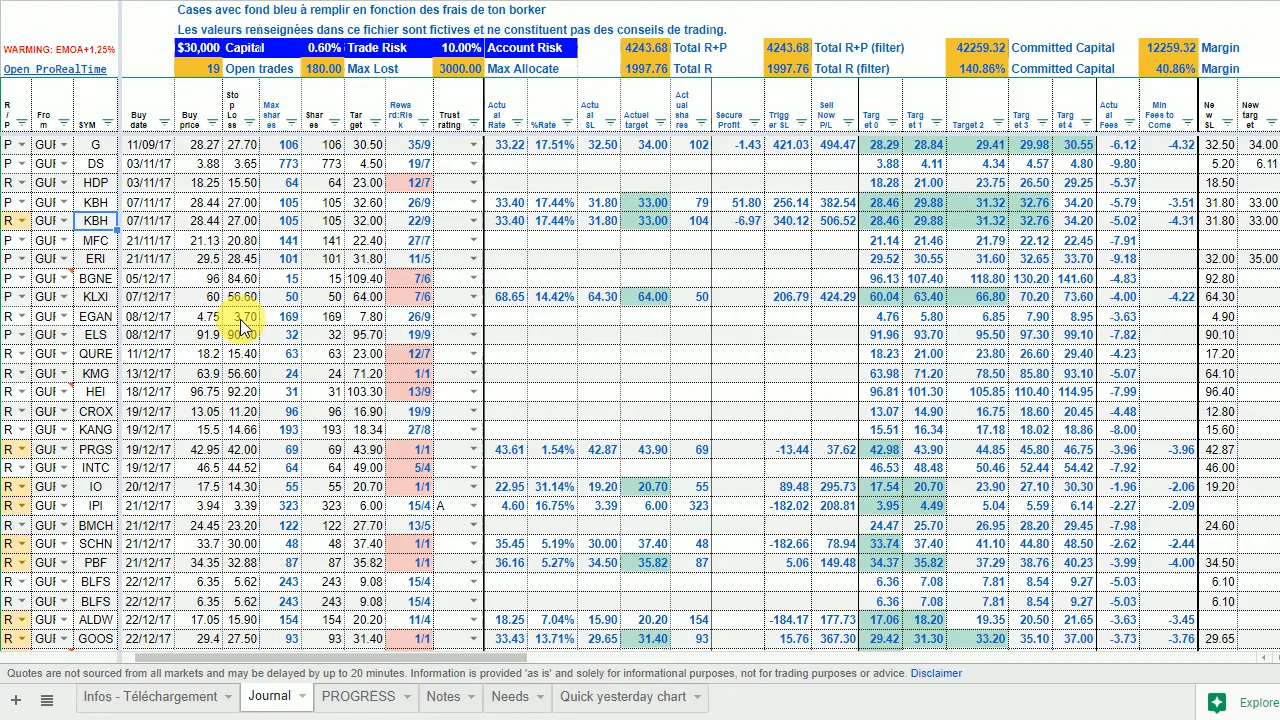 Cases avec fond bleu à remplir en fonction des frais de ton borker
Les valeurs renseignées dans ce fichier sont fictives et ne constituent pas des conseils de trading.
WARMING: EMOA+1,25% $30,000 Capital 0.60% Trade Risk 10.00% Account Risk 4243.68 Total R+P 4243.68 Total R+P (filter) 42259.32 Committed Capital 12259.32 Margin
Open ProRealTime 19 Open trades 180.00 Max Lost 3000.00 Max Allocate 1997.76 Total R 1997.76 Total R (filter) 140.86% Committed Capital 40.86% Margin
R / P From SYM Buy date Buy price Stop Loss Max shares Shares Target Reward:Risk Trust rating Actual Rate %Rate Actual SL Actuel target Actual shares Secure Profit Trigger SL Sell Now P/L Target 0 Target 1 Target 2 Target 3 Target 4 Actual Fees Min Fees to Come New SL New target
P GUF G 11/09/17 28.27 27.70 106 106 30.50 35/9 33.22 17.51% 32.50 34.00 102 -1.43 421.03 494.47 28.29 28.84 29.41 29.98 30.55 -6.12 -4.32 32.50 34.00
P GUF DS 03/11/17 3.88 3.65 773 773 4.50 19/7 3.88 4.11 4.34 4.57 4.80 -9.80 5.20 6.11
R GUF HDP 03/11/17 18.25 15.50 64 64 23.00 12/7 18.28 21.00 23.75 26.50 29.25 -5.37 18.50
P GUF KBH 07/11/17 28.44 27.00 105 105 32.60 26/9 33.40 17.44% 31.80 33.00 79 51.80 256.14 382.54 28.46 29.88 31.32 32.76 34.20 -5.79 -3.51 31.80 33.00
R GUF KBH 07/11/17 28.44 27.00 105 105 32.00 22/9 33.40 17.44% 31.80 33.00 104 -6.97 340.12 506.52 28.46 29.88 31.32 32.76 34.20 -5.02 -4.31 31.80 33.00
P GUF MFC 21/11/17 21.13 20.80 141 141 22.40 27/7 21.14 21.46 21.79 22.12 22.45 -7.91
P GUF ERI 21/11/17 29.5 28.45 101 101 31.80 11/5 29.52 30.55 31.60 32.65 33.70 -9.18 32.00 35.00
P GUF BGNE 05/12/17 96 84.60 15 15 109.40 7/6 96.13 107.40 118.80 130.20 141.60 -4.83 92.80
P GUF KLXI 07/12/17 60 56.60 50 50 64.00 7/6 68.65 14.42% 64.30 64.00 50 206.79 424.29 60.04 63.40 66.80 70.20 73.60 -4.00 -4.22 64.30
R GUF EGAN 08/12/17 4.75 3.70 169 169 7.80 26/9 4.76 5.80 6.85 7.90 8.95 -3.63 4.90
P GUF ELS 08/12/17 91.9 32 32 95.70 19/9 91.96 93.70 95.50 97.30 99.10 -7.82 90.10
R GUF QURE 11/12/17 18.2 15.40 63 63 23.00 12/7 18.23 21.00 23.80 26.60 29.40 -4.23 17.20
R GUF KMG 13/12/17 63.9 56.60 24 24 71.20 1/1 63.98 71.20 78.50 85.80 93.10 -5.07 64.10
R GUF HEI 18/12/17 96.75 92.20 31 31 103.30 13/9 96.81 101.30 105.85 110.40 114.95 -7.98 96.40
R GUF CROX 19/12/17 13.05 11.20 96 96 16.90 19/9 13.07 14.90 16.75 18.60 20.45 -4.48 12.80
R GUF KANG 19/12/17 15.5 14.66 193 193 18.34 27/8 15.51 16.34 17.18 18.02 18.86 -8.00 15.60
R GUF PRGS 19/12/17 42.95 42.00 69 69 43.90 1/1 43.61 1.54% 42.87 43.90 69 -13.44 37.62 42.98 43.90 44.85 45.80 46.75 -3.96 -3.96 42.87
R GUF INTC 19/12/17 46.5 44.52 64 64 49.00 5/4 46.53 48.48 50.46 52.44 54.42 -7.92 46.00
R GUF IO 20/12/17 17.5 14.30 55 55 20.70 1/1 22.95 31.14% 19.20 20.70 55 89.48 295.73 17.54 20.70 23.90 27.10 30.30 -1.96 -2.06 19.20
R GUF IPI 21/12/17 3.94 3.39 323 323 6.00 15/4 A 4.60 16.75% 3.39 6.00 323 -182.02 208.81 3.95 4.49 5.04 5.59 6.14 -2.27 -2.09
R GUF BMCH 21/12/17 24.45 23.20 122 122 27.70 13/5 24.47 25.70 26.95 28.20 29.45 -7.98 24.60
R GUF SCHN 21/12/17 33.7 30.00 48 48 37.40 1/1 35.45 5.19% 30.00 37.40 48 -182.66 78.94 33.74 37.40 41.10 44.80 48.50 -2.62 -2.44
R GUF PBF 21/12/17 34.35 32.88 87 87 35.82 1/1 36.16 5.27% 34.50 35.82 87 5.06 149.48 34.37 35.82 37.29 38.76 40.23 -3.99 -4.00 34.50
R GUF BLFS 22/12/17 6.35 5.62 243 243 9.08 15/4 6.36 7.08 7.81 8.54 9.27 -5.03 6.10
R GUF BLFS 22/12/17 6.35 5.62 243 243 9.08 15/4 6.36 7.08 7.81 8.54 9.27 -5.03 6.10
R GUF ALDW 22/12/17 17.05 15.90 154 154 20.20 11/4 18.25 7.04% 15.90 20.20 154 -184.17 177.73 17.06 18.20 19.35 20.50 21.65 -3.63 -3.45
R GUF GOOS 22/12/17 29.4 27.50 93 93 31.40 1/1 33.43 13.71% 29.65 31.40 93 15.76 367.30 29.42 31.30 33.20 35.10 37.00 -3.73 -3.76 29.65
Quotes are not sourced from all markets and may be delayed by up to 20 minutes. Information is provided 'as is' and solely for informational purposes, not for trading purposes or advice. Disclaimer
Infos - Téléchargement Journal PROGRESS Notes Needs Quick yesterday chart Explore